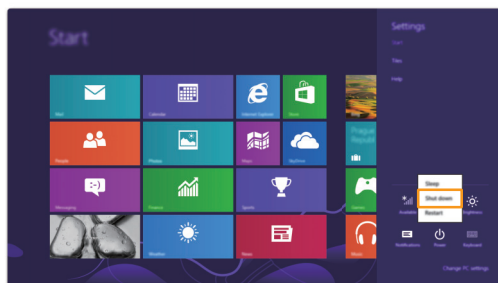 Start
Settings
Start
Tiles
Help
Mail
Calendar
Internet Explorer
Store
People
Photos
Maps
SkyDrive
Messaging
Finance
Sports
Games
Weather
News
Music
Sleep
Shut down
Restart
Available
Brightness
Notifications
Power
Keyboard
Change PC settings